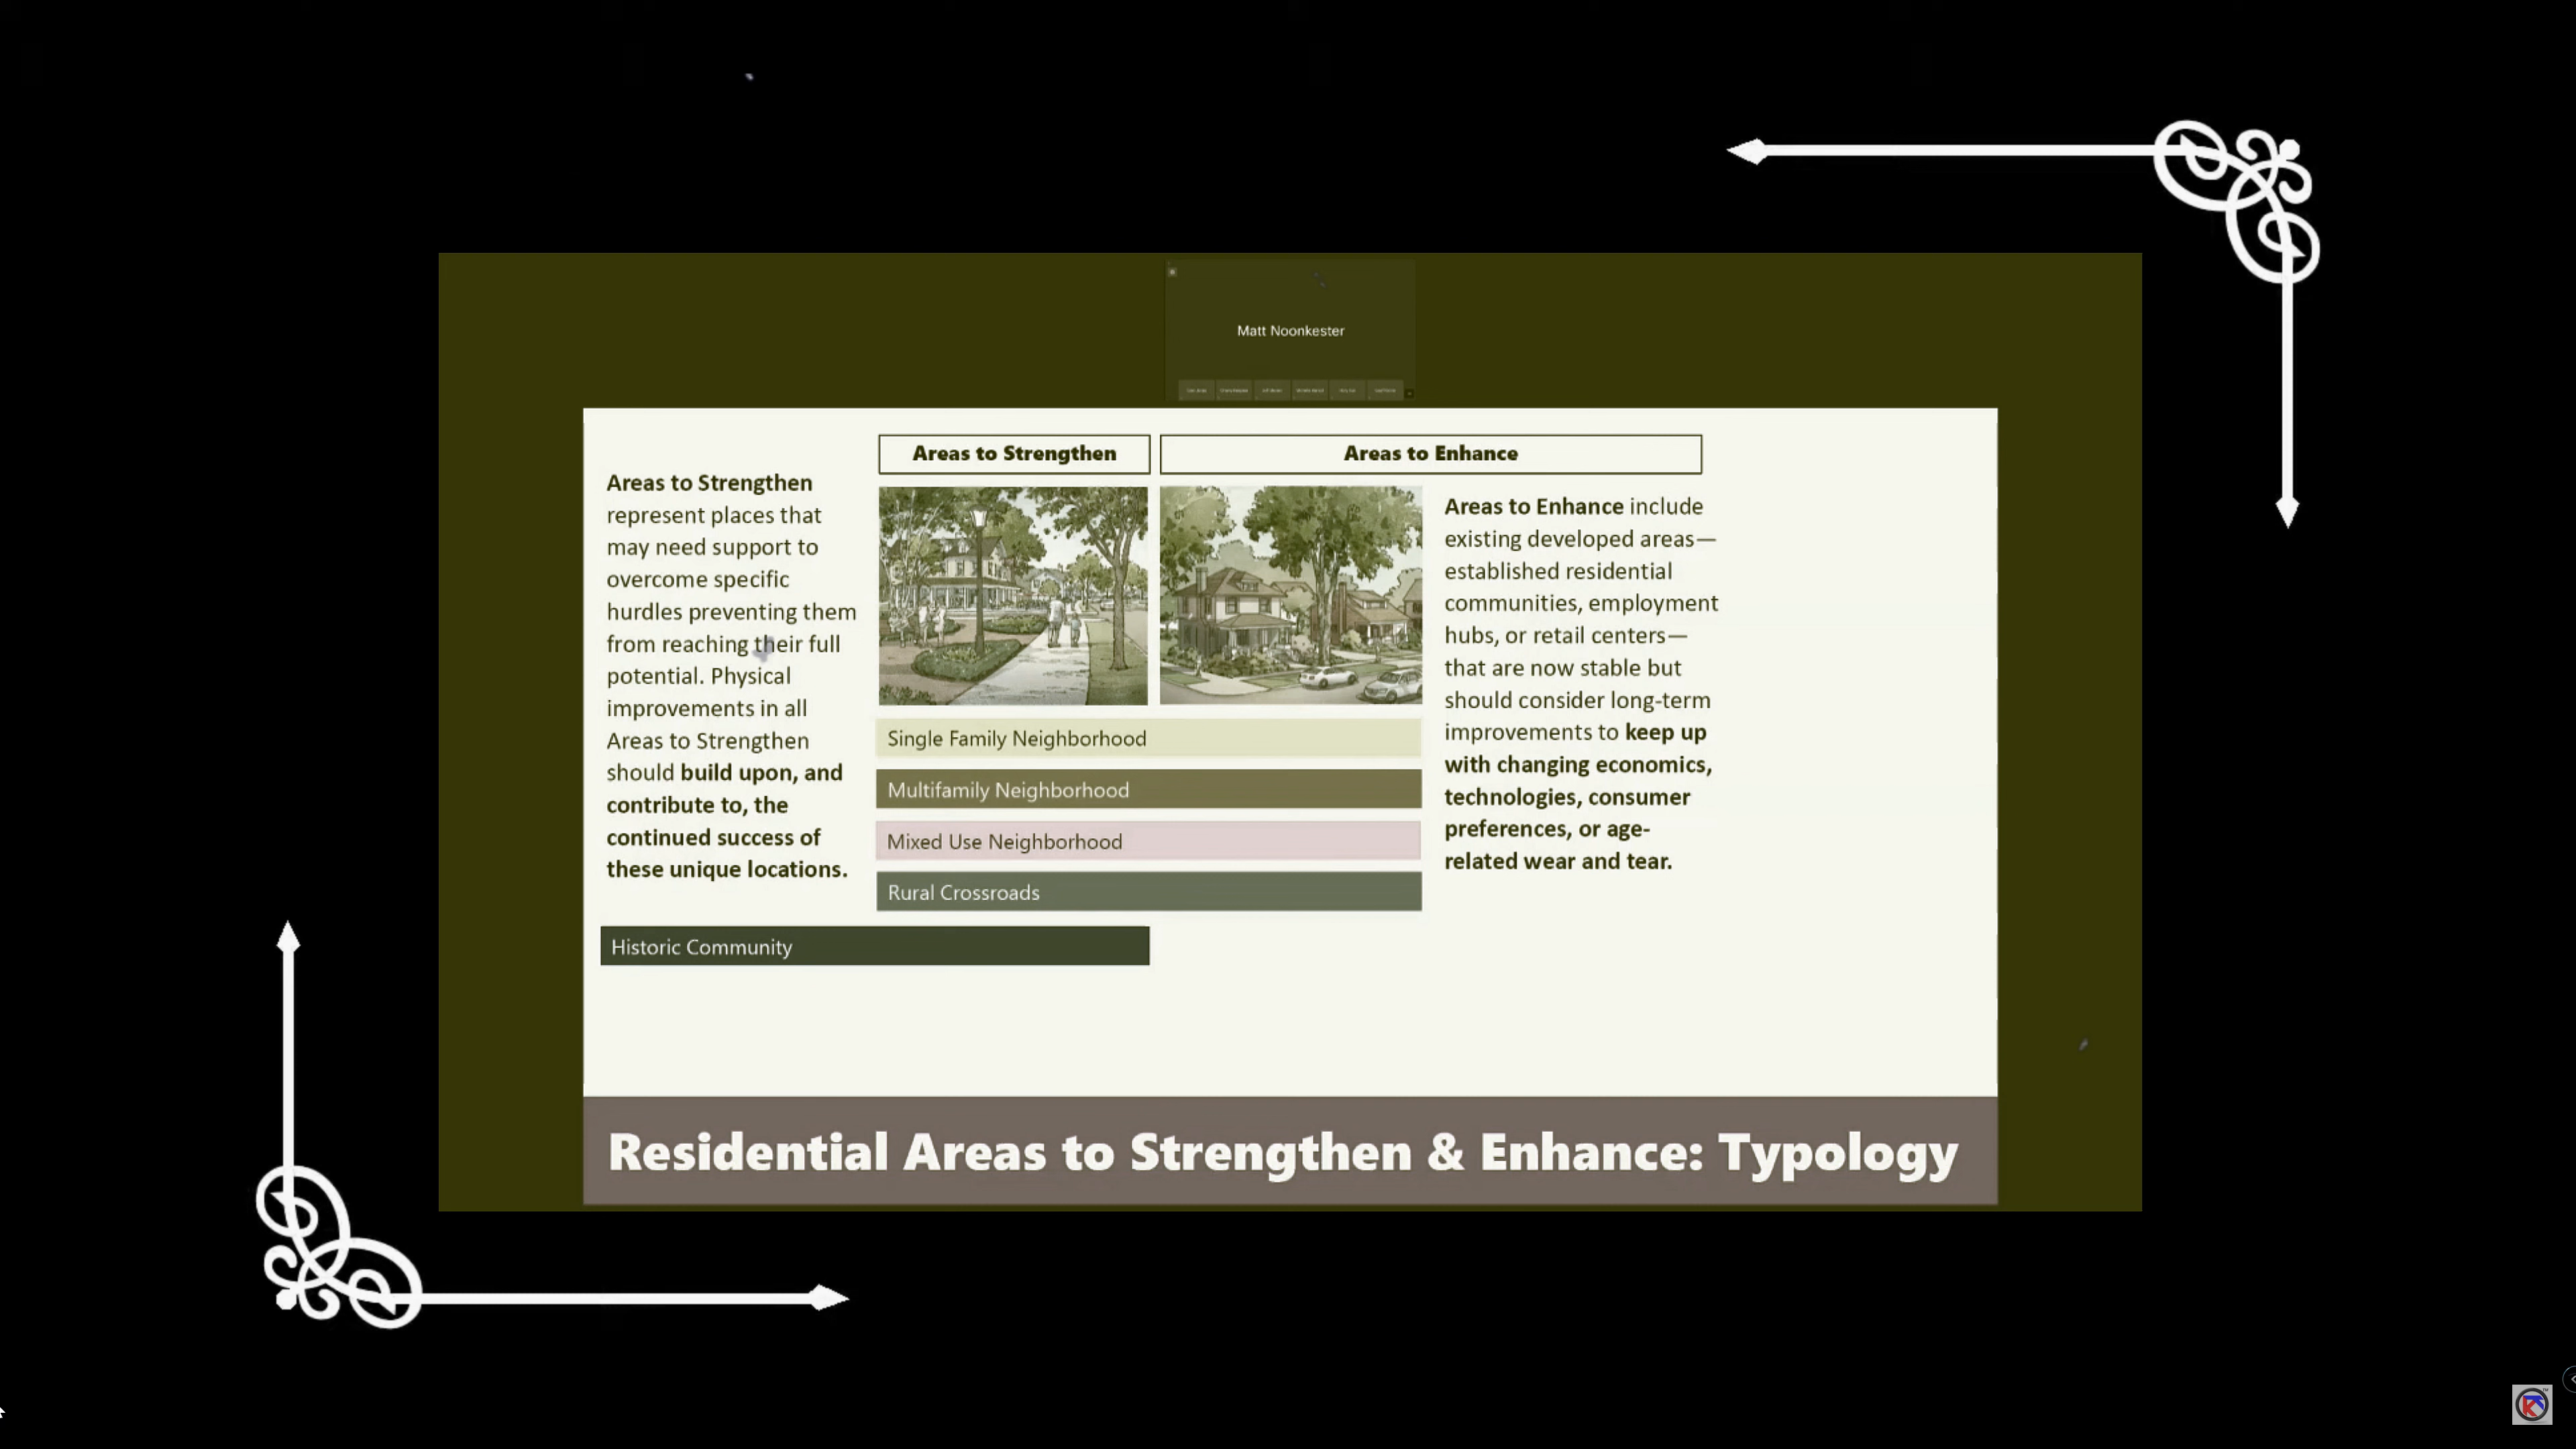 Matt Noonkester
Areas to Strengthen
Areas to Enhance
Areas to Strengthen
represent places that
may need support to
overcome specific
hurdles preventing them
from reaching their full
potential. Physical
improvements in all
Areas to Strengthen
should build upon, and
contribute to, the
continued success of
these unique locations.
Areas to Enhance include
existing developed areas—
established residential
communities, employment
hubs, or retail centers—
that are now stable but
should consider long-term
improvements to keep up
with changing economics,
technologies, consumer
preferences, or age-
related wear and tear.
Single Family Neighborhood
Multifamily Neighborhood
Mixed Use Neighborhood
Rural Crossroads
Historic Community
Residential Areas to Strengthen & Enhance: Typology